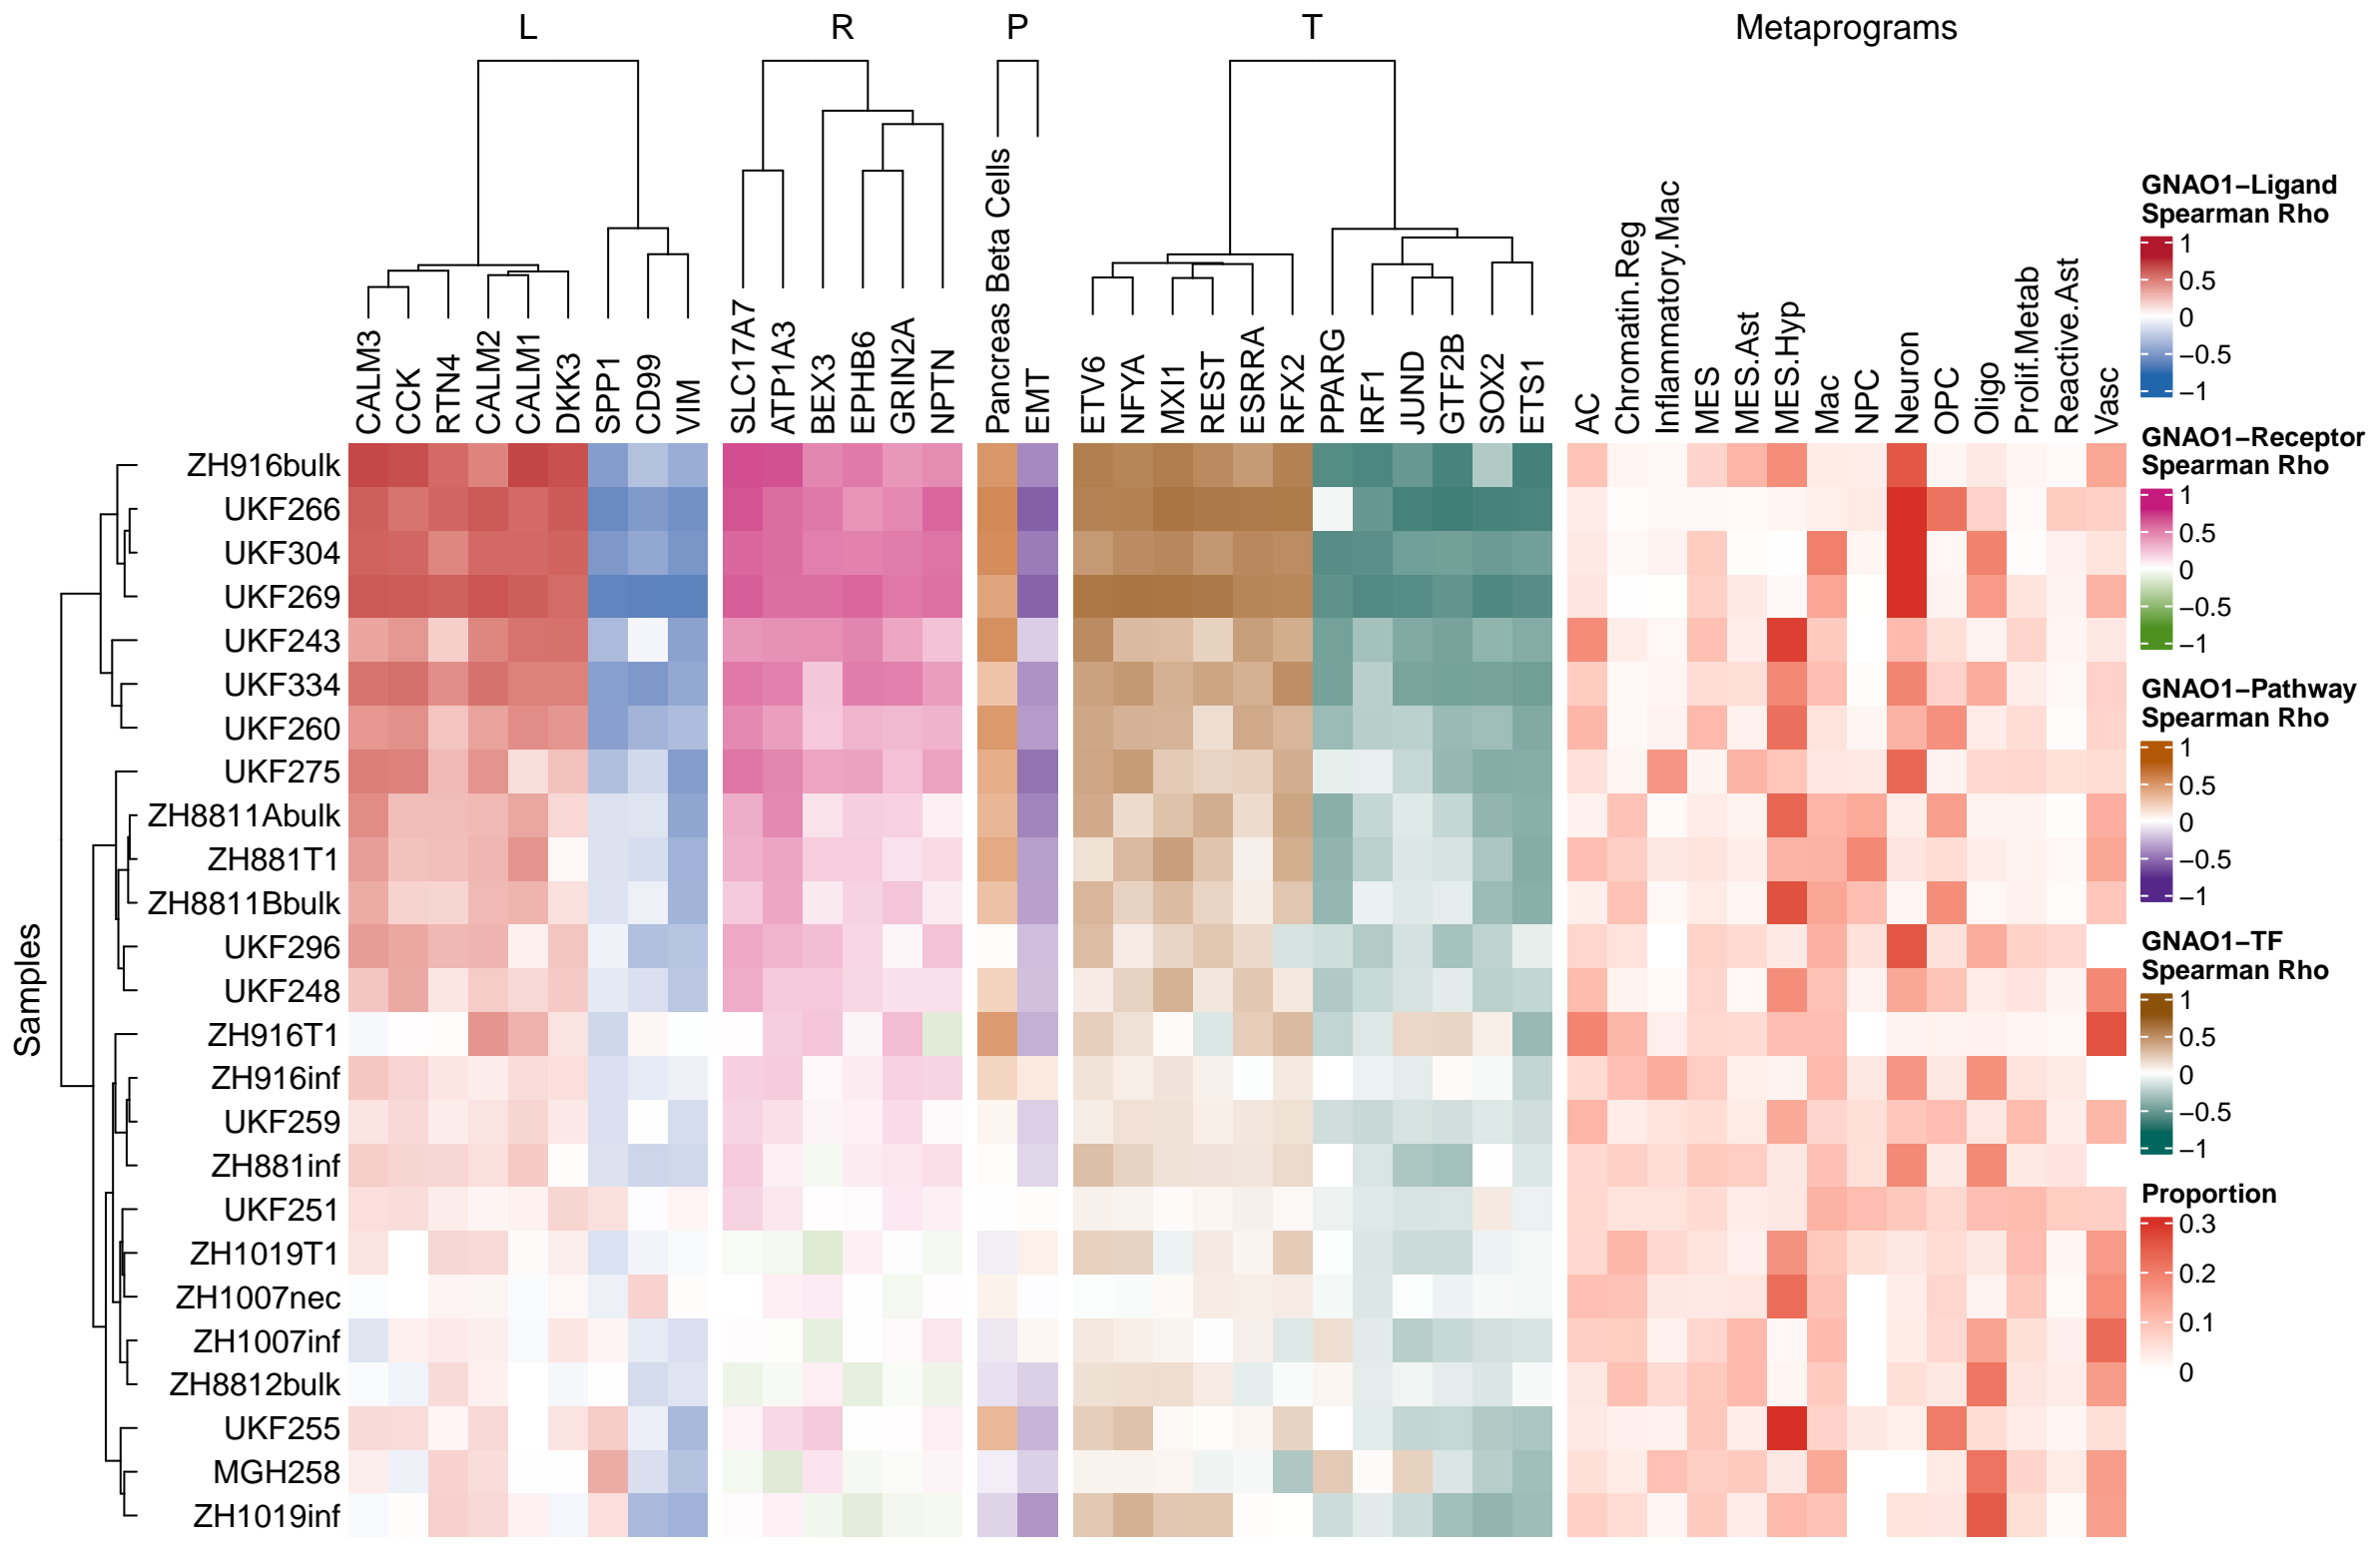 L R P T Metaprograms
CALM3
CCK
RTN4
CALM2
CALM1
DKK3
SPP1
CD99
VIM
SLC17A7
ATP1A3
BEX3
EPHB6
GRIN2A
NPTN
Pancreas Beta Cells
EMT
ETV6
NFYA
MXI1
REST
ESRRA
RFX2
PPARG
IRF1
JUND
GTF2B
SOX2
ETS1
AC
Chromatin.Reg
Inflammatory.Mac
MES
MES.Ast
MES.Hyp
Mac
NPC
Neuron
OPC
Oligo
Prolif.Metab
Reactive.Ast
Vasc
Samples
ZH916bulk
UKF266
UKF304
UKF269
UKF243
UKF334
UKF260
UKF275
ZH8811Abulk
ZH881T1
ZH8811Bbulk
UKF296
UKF248
ZH916T1
ZH916inf
UKF259
ZH881inf
UKF251
ZH1019T1
ZH1007nec
ZH1007inf
ZH8812bulk
UKF255
MGH258
ZH1019inf
GNAO1−Ligand
Spearman Rho
1
0.5
0
−0.5
−1
GNAO1−Receptor
Spearman Rho
1
0.5
0
−0.5
−1
GNAO1−Pathway
Spearman Rho
1
0.5
0
−0.5
−1
GNAO1−TF
Spearman Rho
1
0.5
0
−0.5
−1
Proportion
0.3
0.2
0.1
0